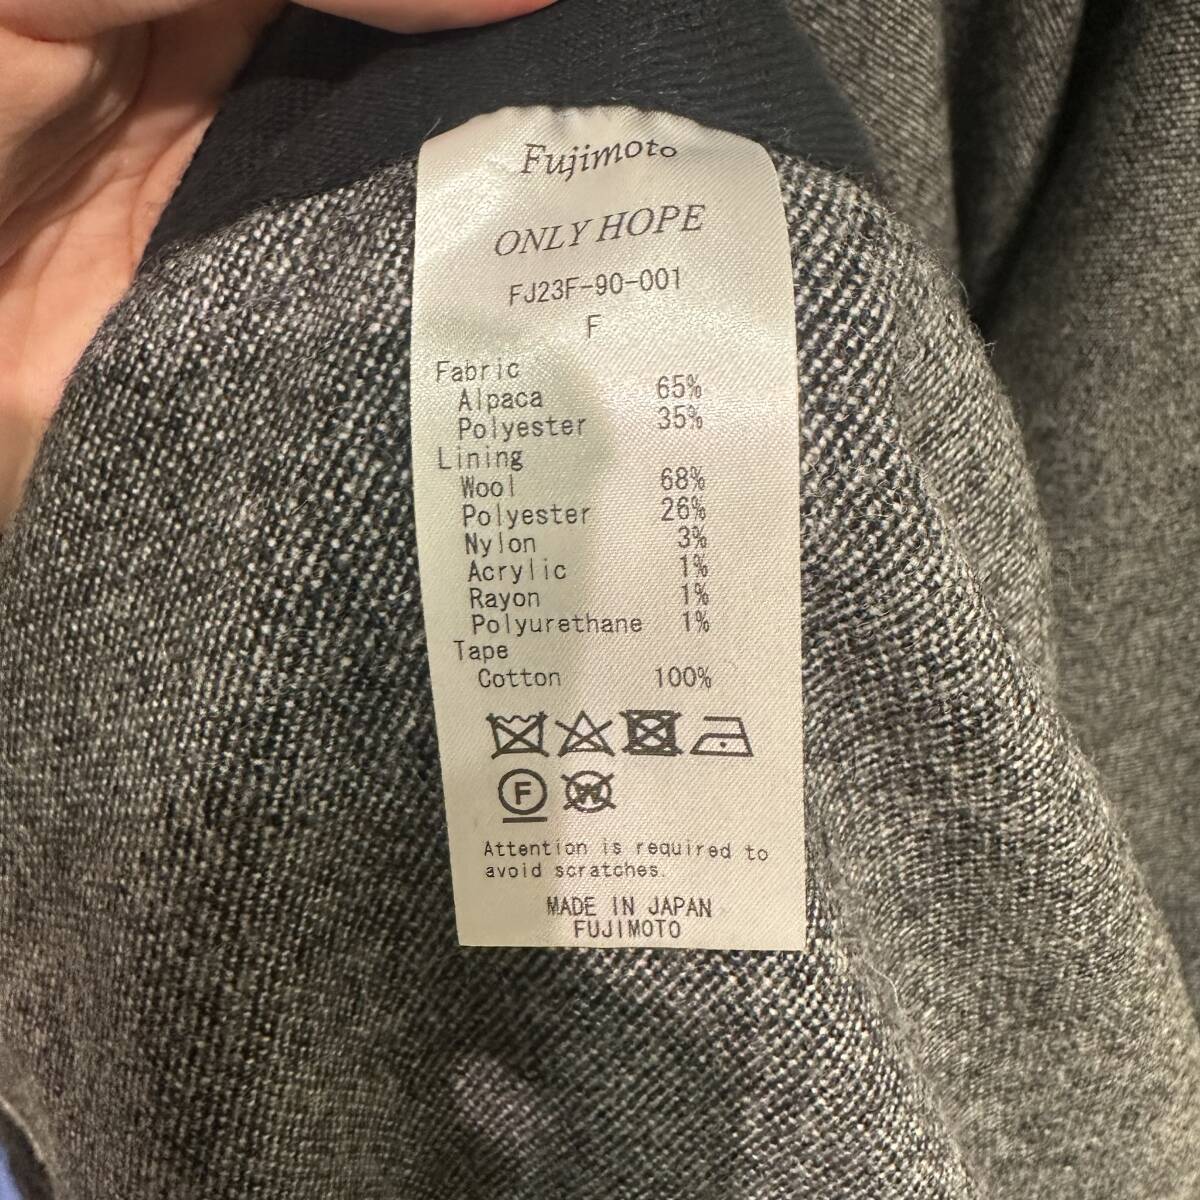 Fujimoto
ONLY HOPE
FJ23F-90-001
F
Fabric
Alpaca 65%
Polyester 35%
Lining
Wool 68%
Polyester 26%
Nylon 3%
Acrylic 1%
Rayon 1%
Polyurethane 1%
Tape
Cotton 100%
F W
Attention is required to
avoid scratches.
MADE IN JAPAN
FUJIMOTO